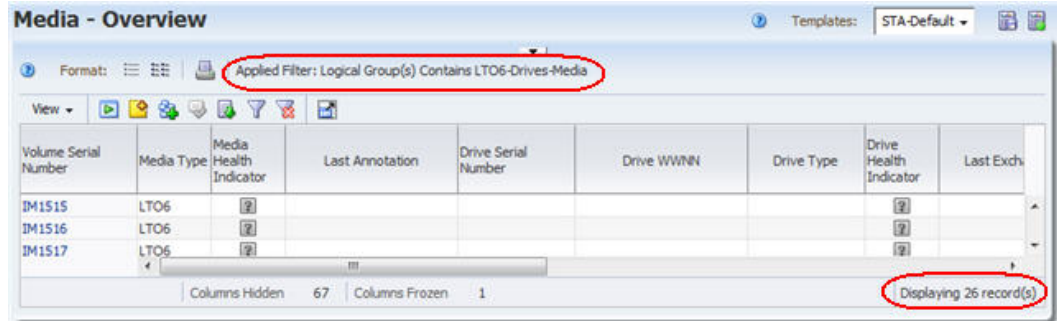 Media - Overview
Templates: STA-Default
Format: Applied Filter: Logical Group(s) Contains LTO6-Drives-Media
View
Volume Serial Number Media Type Media Health Indicator Last Annotation Drive Serial Number Drive WWNN Drive Type Drive Health Indicator Last Exch
IM1515 LTO6
IM1516 LTO6
IM1517 LTO6
Columns Hidden 67 Columns Frozen 1 Displaying 26 record(s)